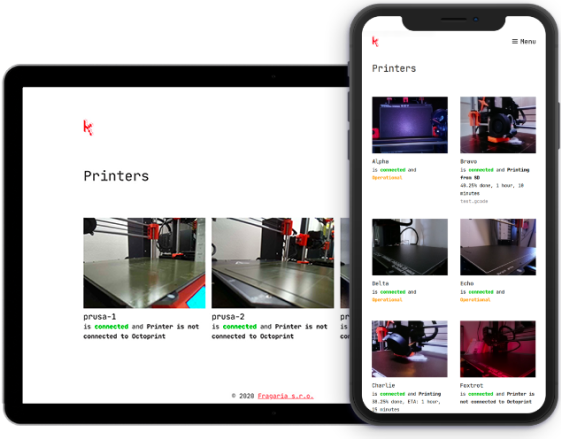 Printers
prusa-1
is connected and Printer is not
connected to Octoprint
prusa-2
is connected and Printer is not
connected to Octoprint
© 2020 Fragaria s.r.o.
Menu
Printers
Alpha
is connected and
Operational
Bravo
is connected and Printing
from SD
48.25% done, 1 hour, 10
minutes
test.gcode
Delta
is connected and
Operational
Echo
is connected and
Operational
Charlie
is connected and Printing
38.25% done, ETA: 1 hour,
15 minutes
Foxtrot
is connected and Printer is
not connected to Octoprint